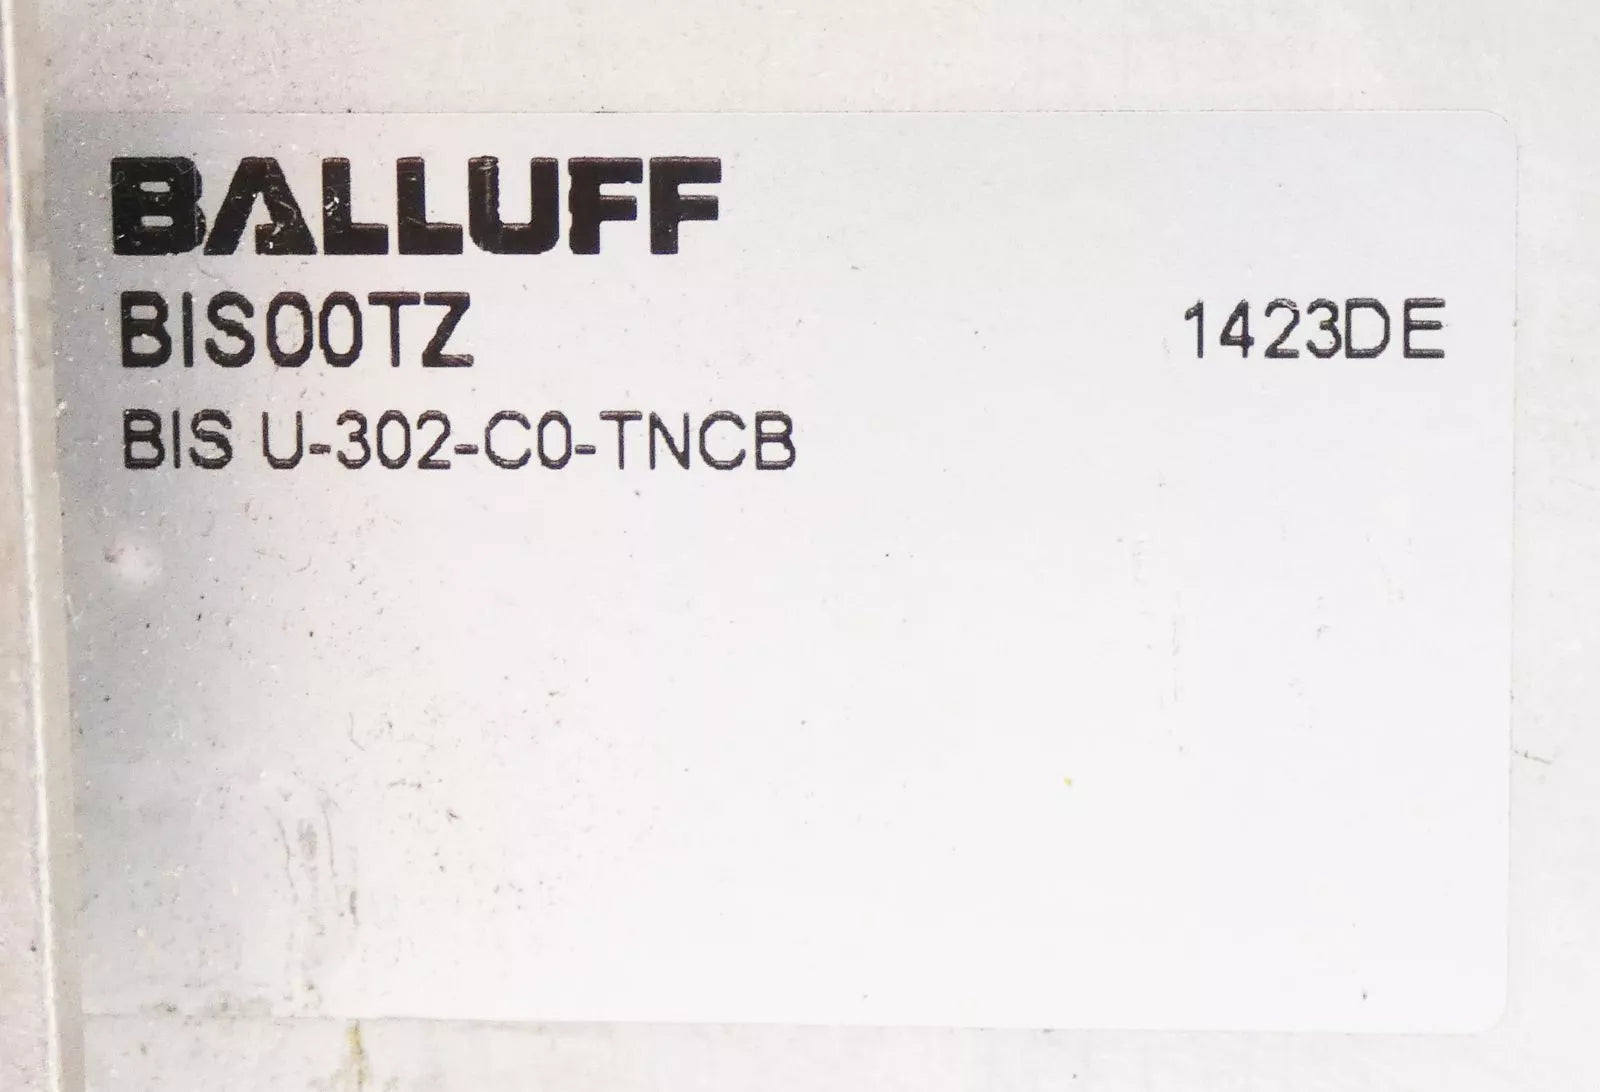 BALLUFF
BIS00TZ 1423DE
BIS U-302-C0-TNCB